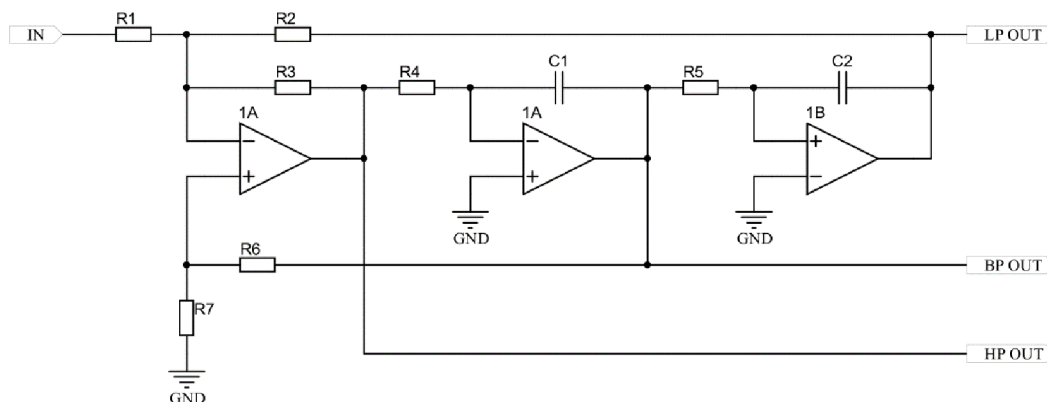 IN
R1
R2
LP OUT
R3
R4
C1
R5
C2
1A
1A
1B
−
+
−
+
+
−
GND
GND
R6
BP OUT
R7
HP OUT
GND